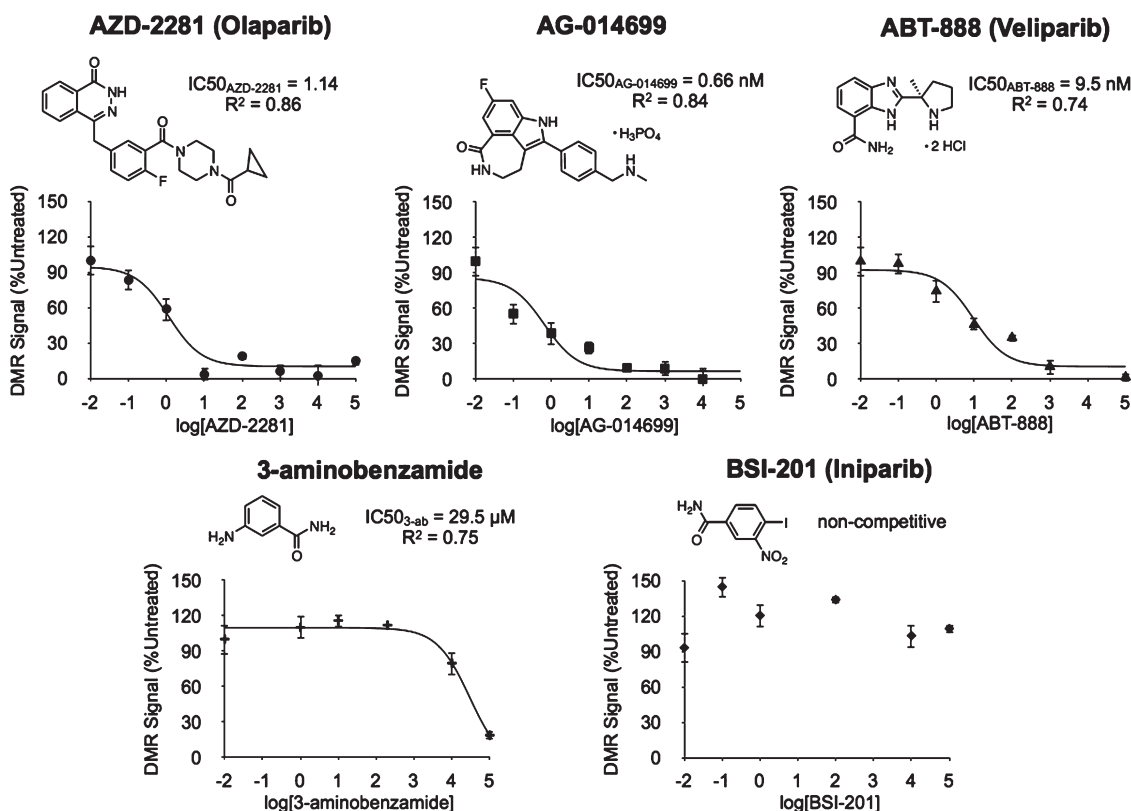 AZD-2281 (Olaparib)
IC50AZD-2281 = 1.14
R2 = 0.86
O
NH
N
O
N
F
N
O
DMR Signal (%Untreated)
150
120
90
60
30
0
-2 -1 0 1 2 3 4 5
log[AZD-2281]
AG-014699
IC50AG-014699 = 0.66 nM
R2 = 0.84
F
NH
• H3PO4
O
HN
H
N
DMR Signal (%Untreated)
150
120
90
60
30
0
-2 -1 0 1 2 3 4 5
log[AG-014699]
ABT-888 (Veliparib)
IC50ABT-888 = 9.5 nM
R2 = 0.74
N
N
H
N
H
O
NH2
• 2 HCl
DMR Signal (%Untreated)
150
120
90
60
30
0
-2 -1 0 1 2 3 4 5
log[ABT-888]
3-aminobenzamide
IC503-ab = 29.5 µM
R2 = 0.75
H2N
NH2
O
DMR Signal (%Untreated)
150
120
90
60
30
0
-2 -1 0 1 2 3 4 5
log[3-aminobenzamide]
BSI-201 (Iniparib)
non-competitive
H2N
O
I
NO2
DMR Signal (%Untreated)
150
120
90
60
30
0
-2 -1 0 1 2 3 4 5
log[BSI-201]